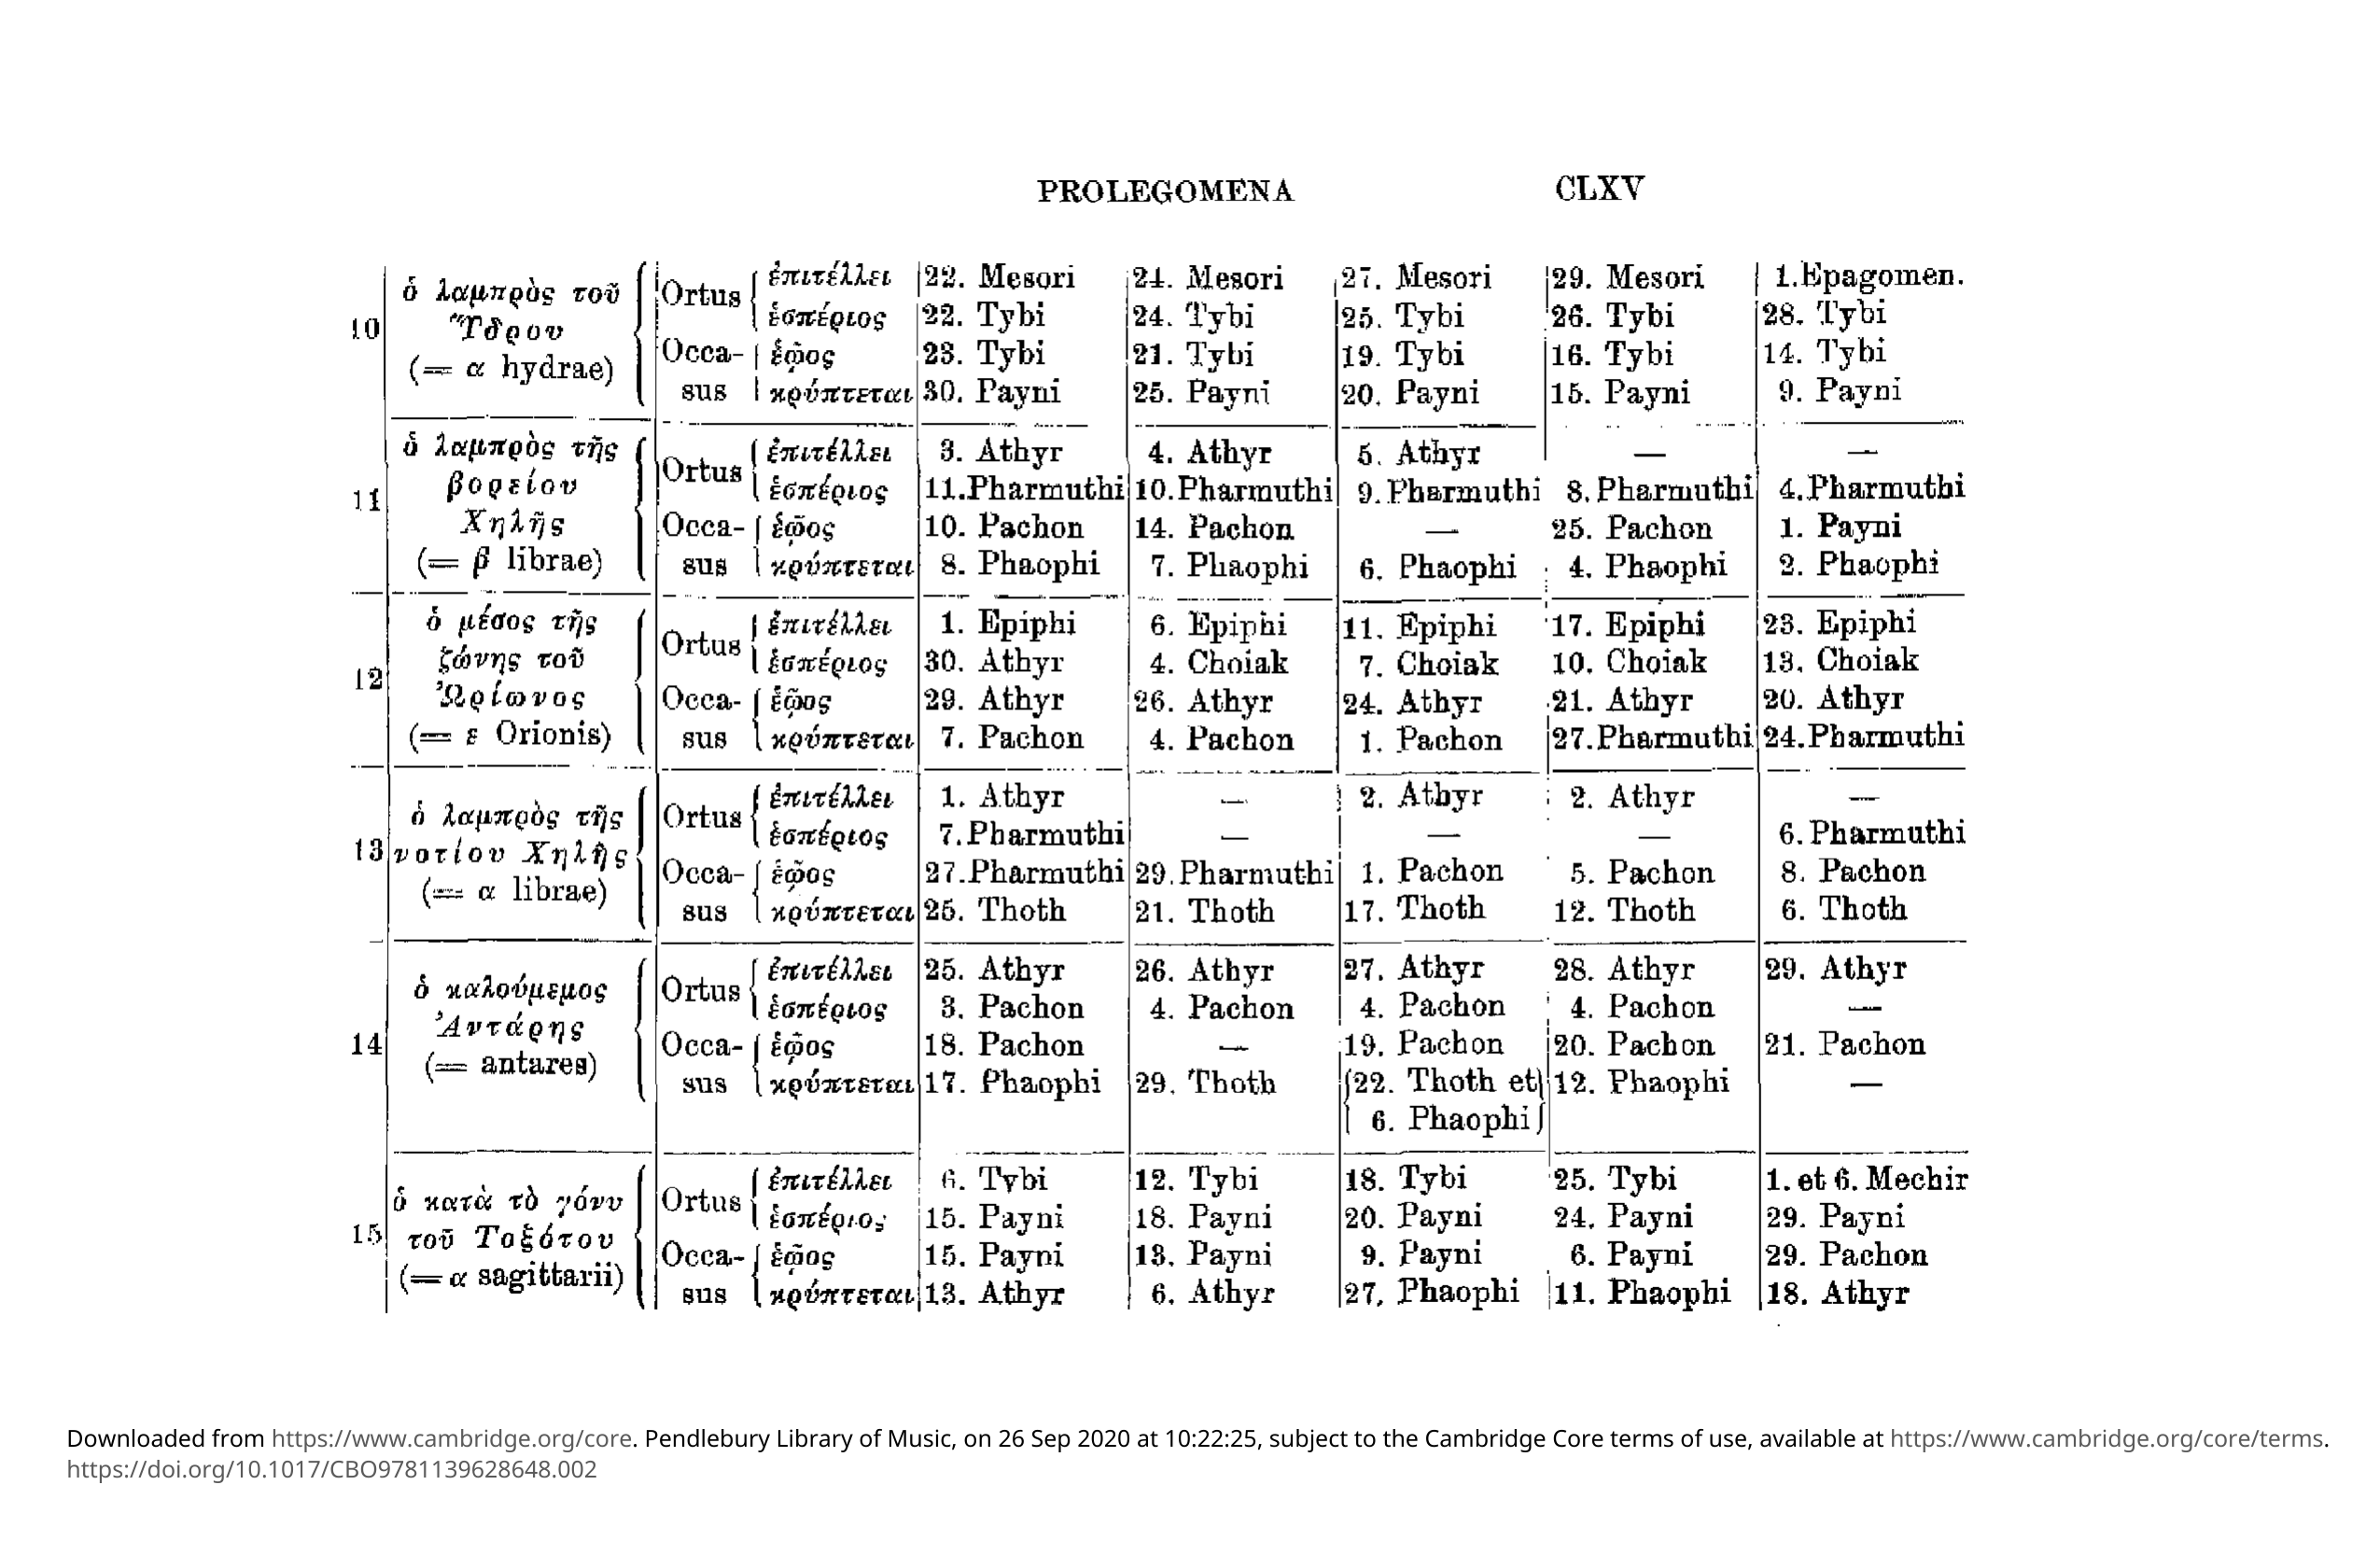 PROLEGOMENA CLXV
10 ὁ λαμπρὸς τοῦ Ὕδρου (= α hydrae)
Ortus ἐπιτέλλει 22. Mesori 24. Mesori 27. Mesori 29. Mesori 1. Epagomen.
ἑσπέριος 22. Tybi 24. Tybi 25. Tybi 26. Tybi 28. Tybi
Occasus ἑῷος 23. Tybi 21. Tybi 19. Tybi 16. Tybi 14. Tybi
κρύπτεται 30. Payni 25. Payni 20. Payni 15. Payni 9. Payni
11 ὁ λαμπρὸς τῆς βορείου Χηλῆς (= β librae)
Ortus ἐπιτέλλει 3. Athyr 4. Athyr 5. Athyr — —
ἑσπέριος 11. Pharmuthi 10. Pharmuthi 9. Pharmuthi 8. Pharmuthi 4. Pharmuthi
Occasus ἑῷος 10. Pachon 14. Pachon — 25. Pachon 1. Payni
κρύπτεται 8. Phaophi 7. Phaophi 6. Phaophi 4. Phaophi 2. Phaophi
12 ὁ μέσος τῆς ζώνης τοῦ Ὠρίωνος (= ε Orionis)
Ortus ἐπιτέλλει 1. Epiphi 6. Epiphi 11. Epiphi 17. Epiphi 23. Epiphi
ἑσπέριος 30. Athyr 4. Choiak 7. Choiak 10. Choiak 13. Choiak
Occasus ἑῷος 29. Athyr 26. Athyr 24. Athyr 21. Athyr 20. Athyr
κρύπτεται 7. Pachon 4. Pachon 1. Pachon 27. Pharmuthi 24. Pharmuthi
13 ὁ λαμπρὸς τῆς νοτίου Χηλῆς (= α librae)
Ortus ἐπιτέλλει 1. Athyr — 2. Athyr 2. Athyr —
ἑσπέριος 7. Pharmuthi — — — 6. Pharmuthi
Occasus ἑῷος 27. Pharmuthi 29. Pharmuthi 1. Pachon 5. Pachon 8. Pachon
κρύπτεται 25. Thoth 21. Thoth 17. Thoth 12. Thoth 6. Thoth
14 ὁ καλούμεμος Ἀντάρης (= antares)
Ortus ἐπιτέλλει 25. Athyr 26. Athyr 27. Athyr 28. Athyr 29. Athyr
ἑσπέριος 3. Pachon 4. Pachon 4. Pachon 4. Pachon —
Occasus ἑῷος 18. Pachon — 19. Pachon 20. Pachon 21. Pachon
κρύπτεται 17. Phaophi 29. Thoth 22. Thoth et 6. Phaophi 12. Phaophi —
15 ὁ κατὰ τὸ γόνυ τοῦ Τοξότου (= α sagittarii)
Ortus ἐπιτέλλει 6. Tybi 12. Tybi 18. Tybi 25. Tybi 1. et 6. Mechir
ἑσπέριος 15. Payni 18. Payni 20. Payni 24. Payni 29. Payni
Occasus ἑῷος 15. Payni 13. Payni 9. Payni 6. Payni 29. Pachon
κρύπτεται 13. Athyr 6. Athyr 27. Phaophi 11. Phaophi 18. Athyr
Downloaded from https://www.cambridge.org/core. Pendlebury Library of Music, on 26 Sep 2020 at 10:22:25, subject to the Cambridge Core terms of use, available at https://www.cambridge.org/core/terms.
https://doi.org/10.1017/CBO9781139628648.002